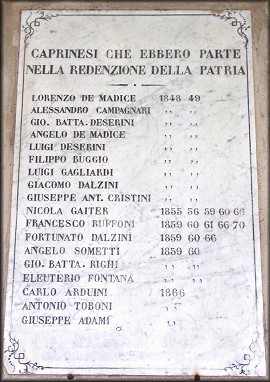 CAPRINESI CHE EBBERO PARTE
NELLA REDENZIONE DELLA PATRIA
LORENZO DE MADICE 1848 49
ALESSANDRO CAMPAGNARI ,, ,,
GIO. BATTA. DESERINI ,, ,,
ANGELO DE MADICE ,, ,,
LUIGI DESERINI ,, ,,
FILIPPO BUGGIO ,, ,,
LUIGI GAGLIARDI ,, ,,
GIACOMO DALZINI ,, ,,
GIUSEPPE ANT. CRISTINI ,, ,,
NICOLA GAITER 1855 56 59 60 66
FRANCESCO RUFFONI 1859 60 61 66 70
FORTUNATO DALZINI 1859 60 66
ANGELO SOMETTI 1859 60
GIO. BATTA. RIGHI ,, ,,
ELEUTERIO FONTANA ,, ,,
CARLO ARDUINI 1866
ANTONIO TOBONI ,,
GIUSEPPE ADAMI ,,